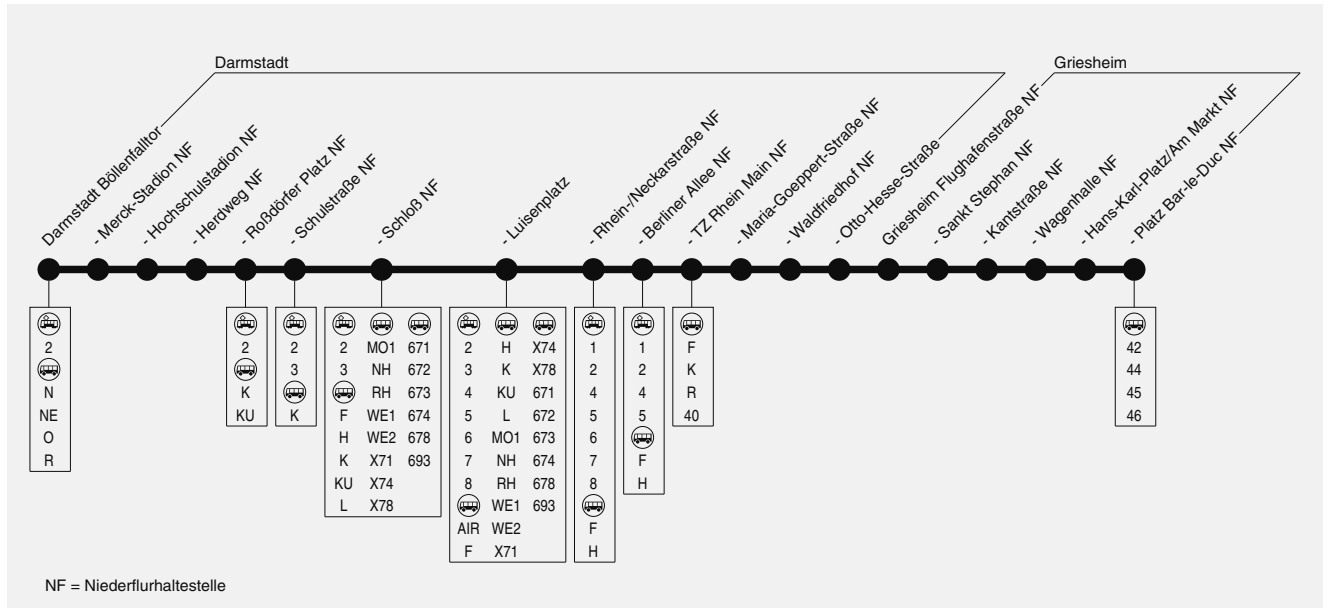 Darmstadt
Griesheim
Darmstadt Böllenfalltor
- Merck-Stadion NF
- Hochschulstadion NF
- Herdweg NF
- Roßdörfer Platz NF
- Schulstraße NF
- Schloß NF
- Luisenplatz
- Rhein-/Neckarstraße NF
- Berliner Allee NF
- TZ Rhein Main NF
- Maria-Goeppert-Straße NF
- Waldfriedhof NF
- Otto-Hesse-Straße
Griesheim Flughafenstraße NF
- Sankt Stephan NF
- Kantstraße NF
- Wagenhalle NF
- Hans-Karl-Platz/Am Markt NF
- Platz Bar-le-Duc NF
2
N
NE
O
R
2
K
KU
2
3
K
2 MO1 671
3 NH 672
RH 673
F WE1 674
H WE2 678
K X71 693
KU X74
L X78
2 H X74
3 K X78
4 KU 671
5 L 672
6 MO1 673
7 NH 674
8 RH 678
WE1 693
AIR WE2
F X71
1
2
4
5
6
7
8
F
H
1
2
4
5
F
H
F
K
R
40
42
44
45
46
NF = Niederflurhaltestelle